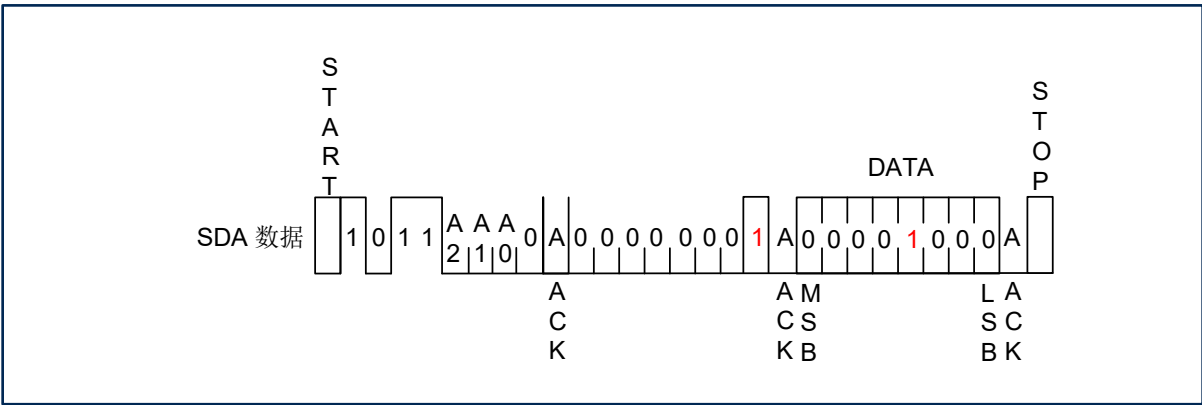 START
STOP
DATA
SDA 数据 1 0 1 1 A2 A1 A0 0 A 0 0 0 0 0 0 0 1 A 0 0 0 0 1 0 0 0 A
ACK
ACK
MSB
LSB
ACK